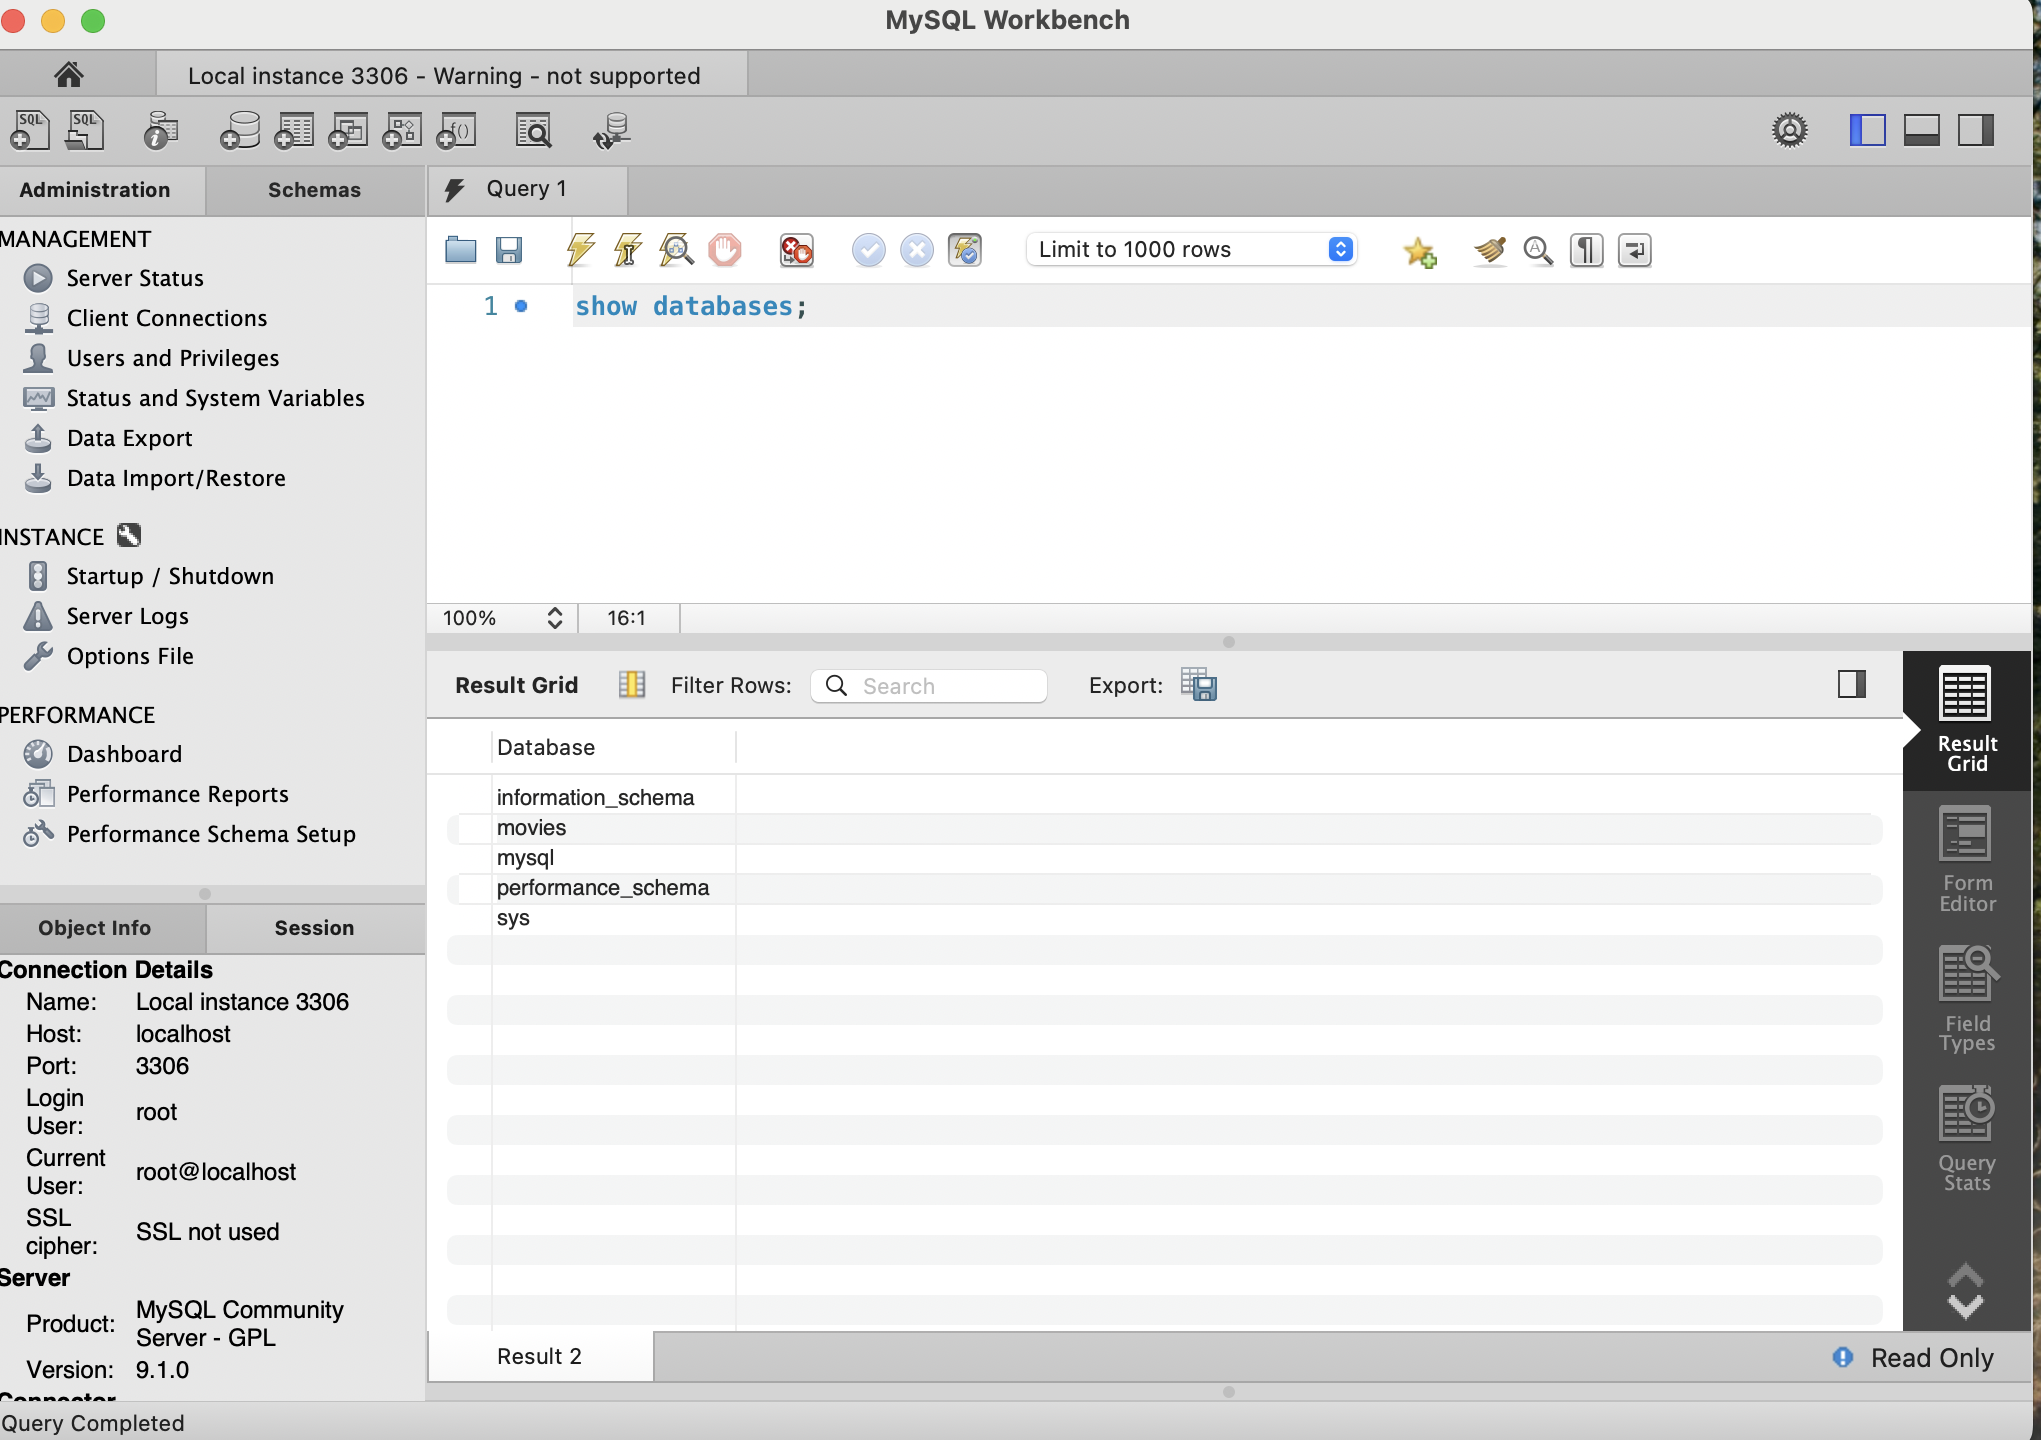 MySQL Workbench
Local instance 3306 - Warning - not supported
SQL
SQL
Administration
Schemas
Query 1
MANAGEMENT
Server Status
Client Connections
Users and Privileges
Status and System Variables
Data Export
Data Import/Restore
INSTANCE
Startup / Shutdown
Server Logs
Options File
PERFORMANCE
Dashboard
Performance Reports
Performance Schema Setup
Limit to 1000 rows
1
show databases;
100%
16:1
Result Grid
Filter Rows:
Search
Export:
Database
information_schema
movies
mysql
performance_schema
sys
Result
Grid
Form
Editor
Field
Types
Query
Stats
Object Info
Session
Connection Details
Name: Local instance 3306
Host: localhost
Port: 3306
Login
User:
root
Current
User:
root@localhost
SSL
cipher:
SSL not used
Server
Product:
MySQL Community
Server - GPL
Version: 9.1.0
Connector
Result 2
Read Only
Query Completed